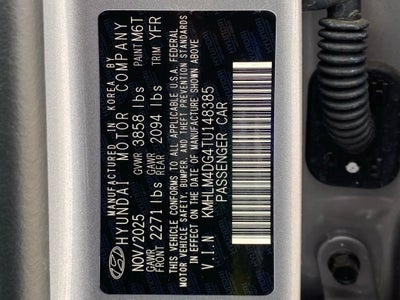 MANUFACTURED IN KOREA BY
HYUNDAI MOTOR COMPANY
NOV/2025 GVWR 3858 lbs PAINT M6T
GAWR FRONT 2271 lbs GAWR REAR 2094 lbs TRIM YFR
THIS VEHICLE CONFORMS TO ALL APPLICABLE U.S.A. FEDERAL
MOTOR VEHICLE SAFETY, BUMPER, AND THEFT PREVENTION STANDARDS
IN EFFECT ON THE DATE OF MANUFACTURE SHOWN ABOVE.
V.I.N KMHLM4DG4TU148385
PASSENGER CAR